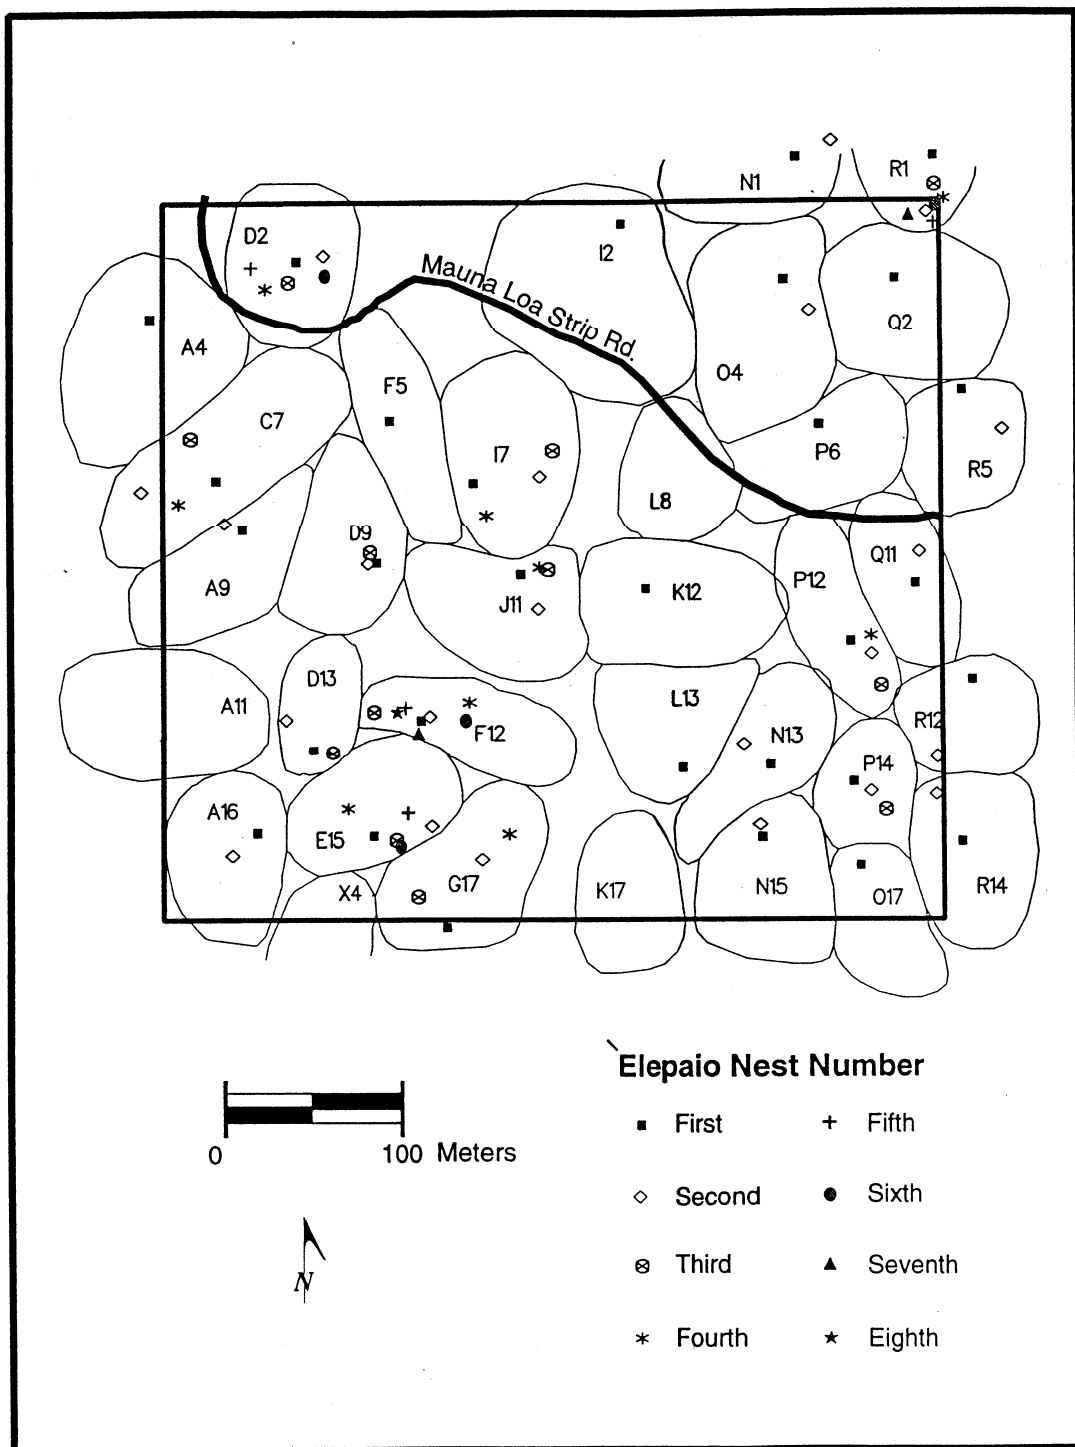 N1
R1
D2
I2
Mauna Loa Strip Rd.
Q2
A4
O4
F5
C7
I7
P6
R5
L8
D9
Q11
A9
J11
K12
P12
D13
A11
L13
R12
F12
N13
P14
A16
E15
X4
G17
K17
N15
O17
R14
`Elepaio Nest Number
First
Fifth
0
100 Meters
Second
Sixth
Third
Seventh
N
Fourth
Eighth